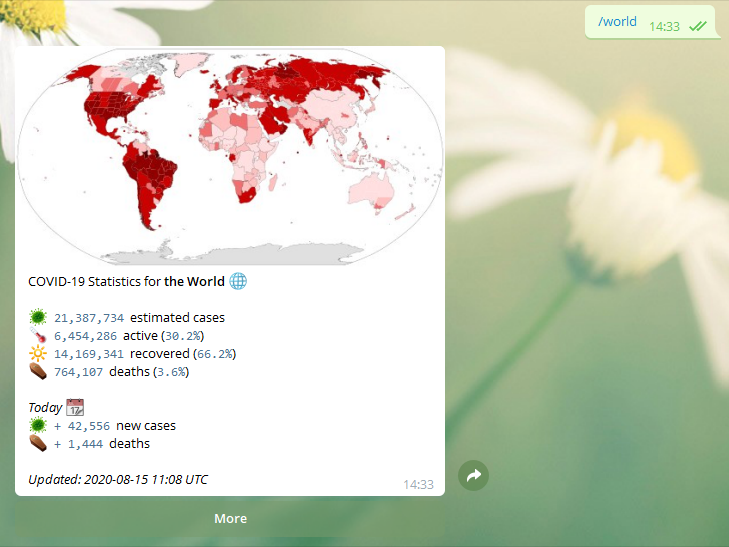 /world 14:33
COVID-19 Statistics for the World
21,387,734 estimated cases
6,454,286 active (30.2%)
14,169,341 recovered (66.2%)
764,107 deaths (3.6%)
Today
+ 42,556 new cases
+ 1,444 deaths
Updated: 2020-08-15 11:08 UTC
14:33
More